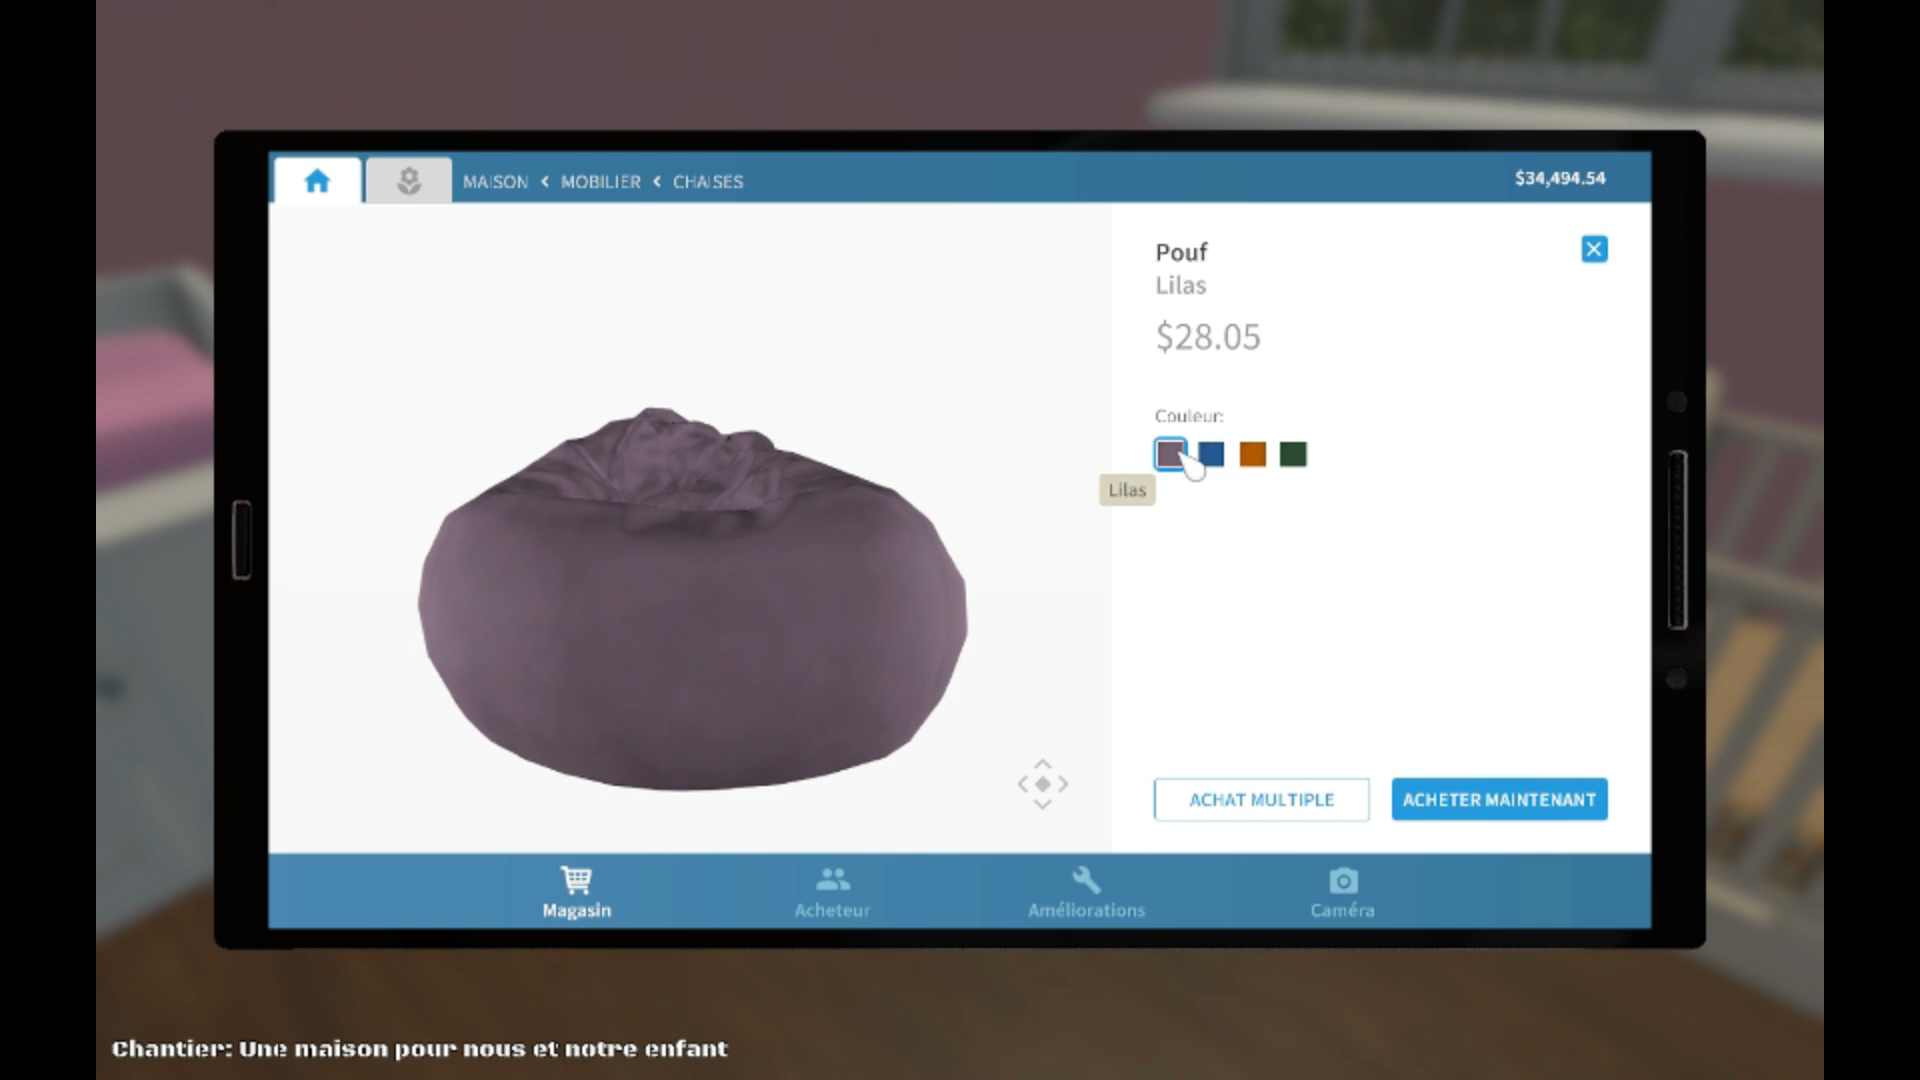 MAISON < MOBILIER < CHAISES
$34,494.54
Pouf
Lilas
$28.05
Couleur:
Lilas
ACHAT MULTIPLE
ACHETER MAINTENANT
Magasin
Acheteur
Améliorations
Caméra
Chantier: Une maison pour nous et notre enfant